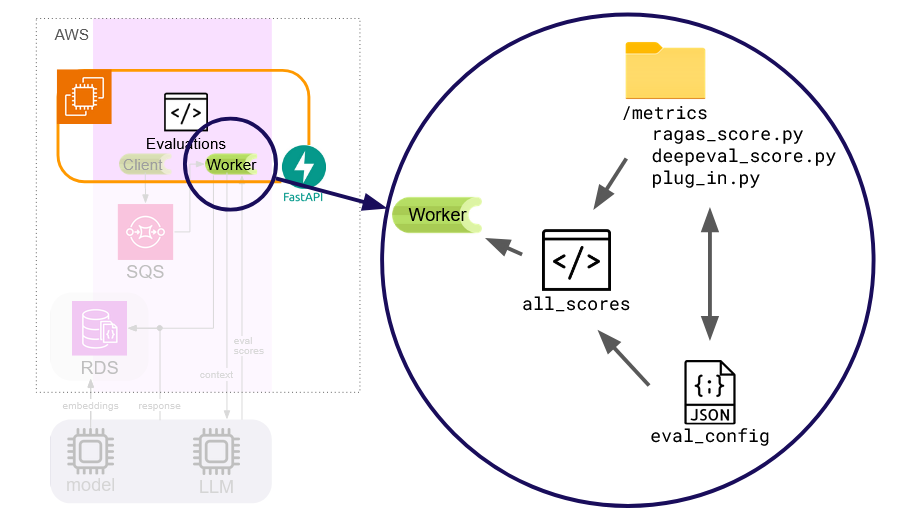 AWS
Evaluations
Client
Worker
FastAPI
SQS
RDS
eval
scores
context
embeddings
response
model
LLM
/metrics
ragas_score.py
deepeval_score.py
plug_in.py
Worker
</>
all_scores
{;}
JSON
eval_config